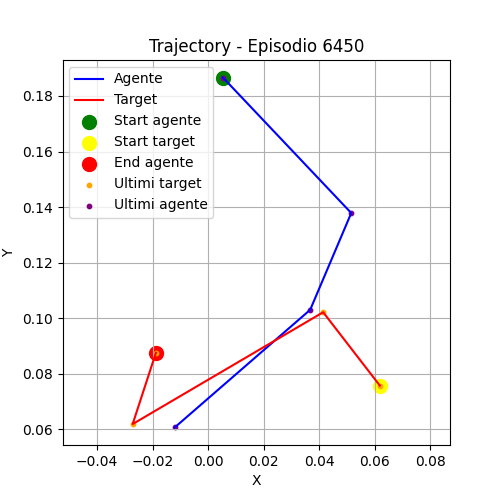 Trajectory - Episodio 6450
Agente
Target
Start agente
Start target
End agente
Ultimi target
Ultimi agente
0.18
0.16
0.14
0.12
0.10
0.08
0.06
Y
−0.04 −0.02 0.00 0.02 0.04 0.06 0.08
X